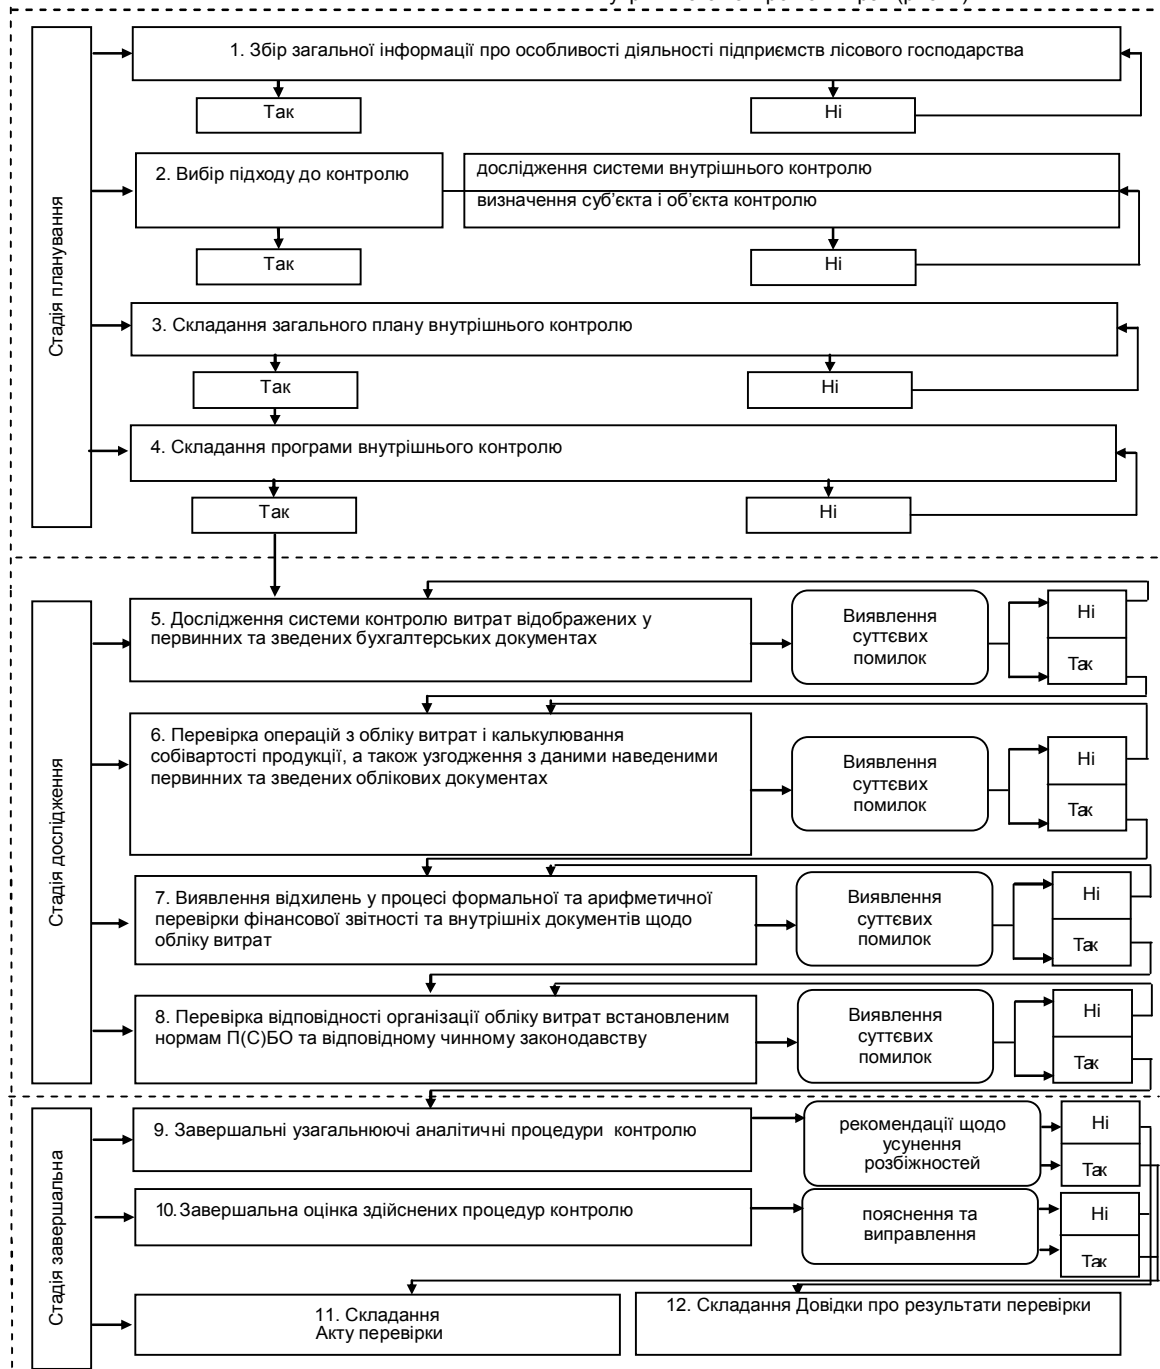 1. Збір загальної інформації про особливості діяльності підприємств лісового господарства
Так
Ні
2. Вибір підходу до контролю
дослідження системи внутрішнього контролю
визначення суб’єкта і об’єкта контролю
Так
Ні
Стадія планування
3. Складання загального плану внутрішнього контролю
Так
Ні
4. Складання програми внутрішнього контролю
Так
Ні
Стадія дослідження
5. Дослідження системи контролю витрат відображених у
первинних та зведених бухгалтерських документах
Виявлення
суттєвих
помилок
Ні
Так
6. Перевірка операцій з обліку витрат і калькулювання
собівартості продукції, а також узгодження з даними наведеними
первинних та зведених облікових документах
Виявлення
суттєвих
помилок
Ні
Так
7. Виявлення відхилень у процесі формальної та арифметичної
перевірки фінансової звітності та внутрішніх документів щодо
обліку витрат
Виявлення
суттєвих
помилок
Ні
Так
8. Перевірка відповідності організації обліку витрат встановленим
нормам П(С)БО та відповідному чинному законодавству
Виявлення
суттєвих
помилок
Ні
Так
Стадія завершальна
9. Завершальні узагальнюючі аналітичні процедури контролю
рекомендації щодо
усунення
розбіжностей
Ні
Так
10. Завершальна оцінка здійснених процедур контролю
пояснення та
виправлення
Ні
Так
11. Складання
Акту перевірки
12. Складання Довідки про результати перевірки